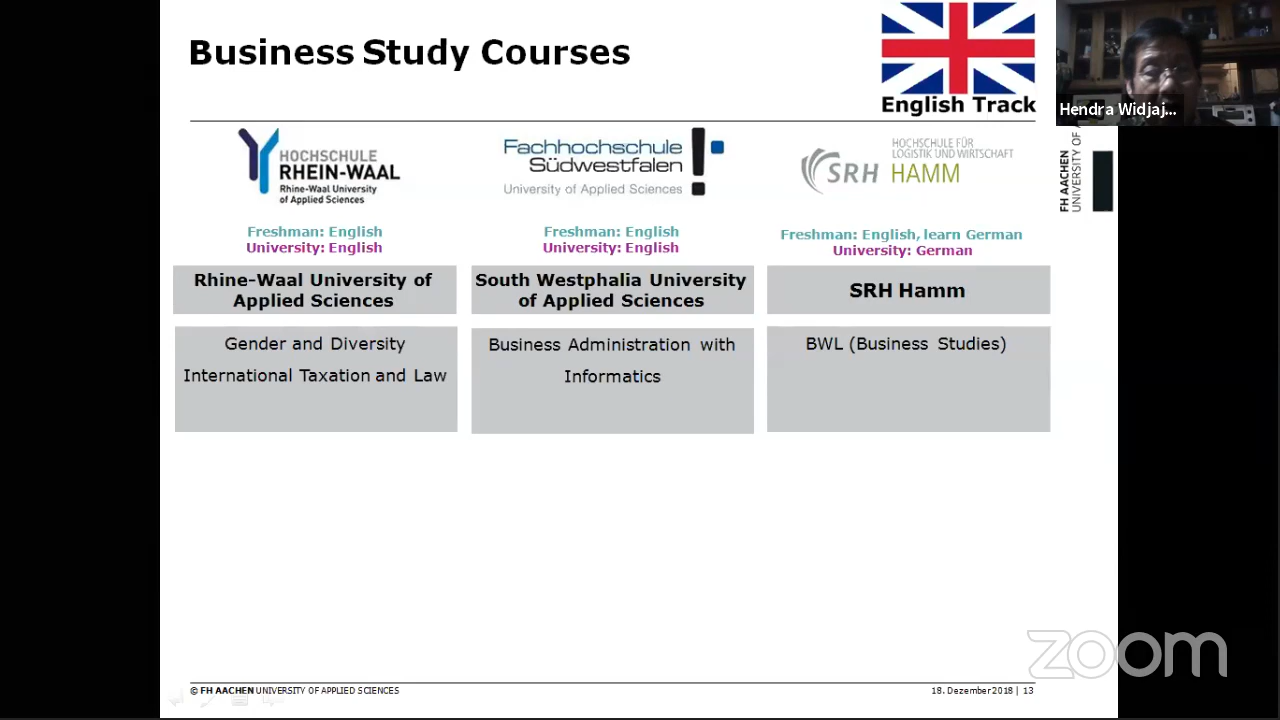 Business Study Courses
English Track
Hendra Widjaj...
HOCHSCHULE
RHEIN-WAAL
Rhine-Waal University
of Applied Sciences
Fachhochschule
Südwestfalen
University of Applied Sciences
SRH
HOCHSCHULE FÜR
LOGISTIK UND WIRTSCHAFT
HAMM
FH AACHEN
UNIVERSITY OF A
Freshman: English
University: English
Freshman: English
University: English
Freshman: English, learn German
University: German
Rhine-Waal University of
Applied Sciences
South Westphalia University
of Applied Sciences
SRH Hamm
Gender and Diversity
International Taxation and Law
Business Administration with
Informatics
BWL (Business Studies)
zoom
© FH AACHEN UNIVERSITY OF APPLIED SCIENCES
18. Dezember 2018 | 13